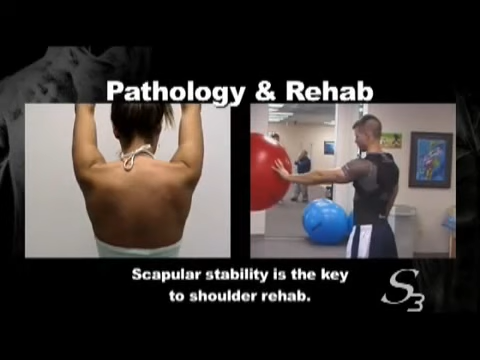 Pathology & Rehab
Scapular stability is the key
to shoulder rehab.
S3